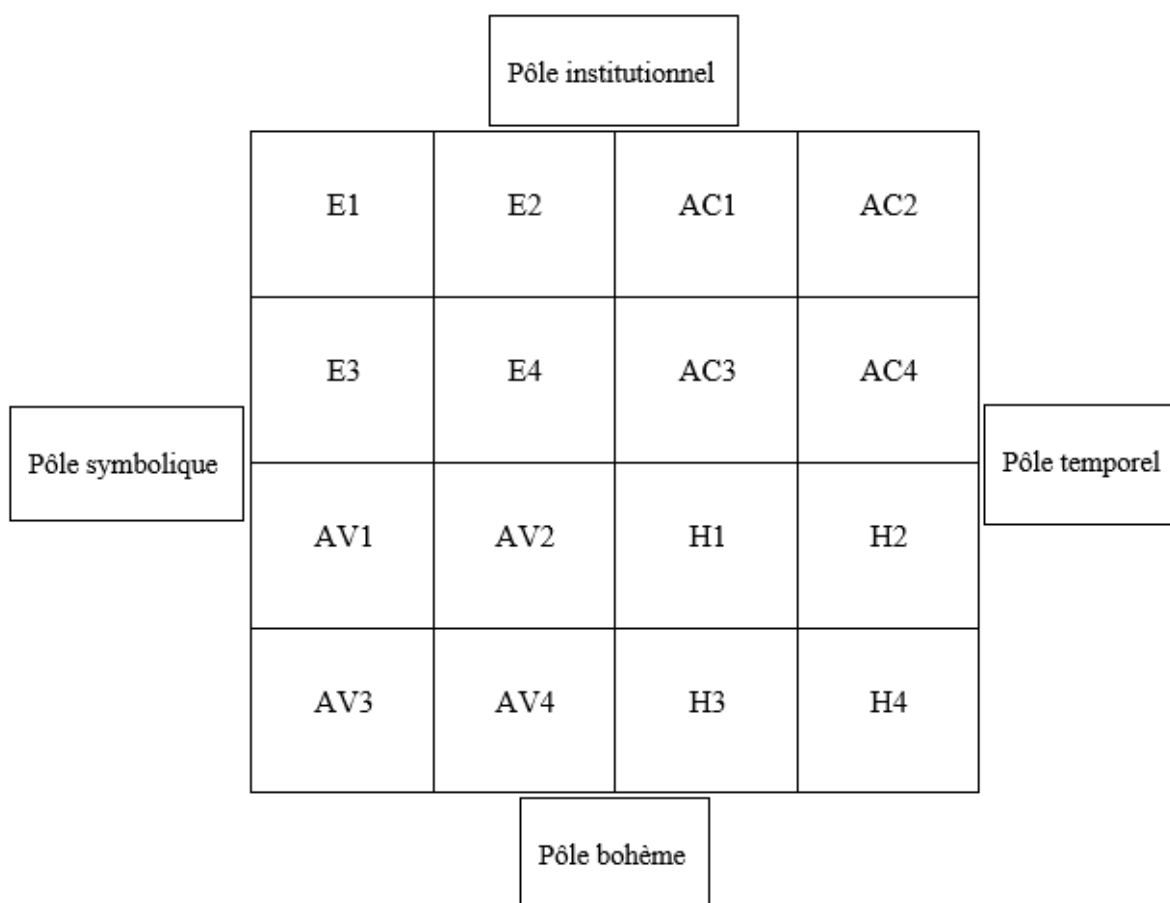 Pôle institutionnel
E1 E2 AC1 AC2
E3 E4 AC3 AC4
Pôle symbolique
Pôle temporel
AV1 AV2 H1 H2
AV3 AV4 H3 H4
Pôle bohème